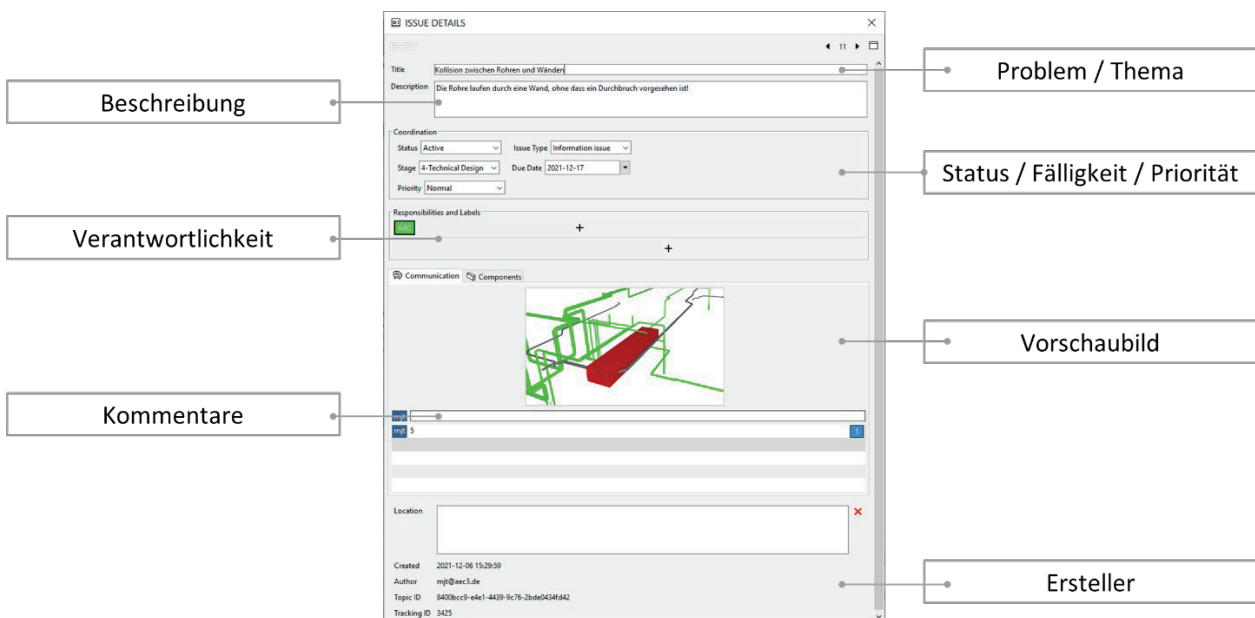 ISSUE DETAILS
11
Title Kollision zwischen Rohren und Wänden
Problem / Thema
Description Die Rohre laufen durch eine Wand, ohne dass ein Durchbruch vorgesehen ist!
Beschreibung
Coordination
Status Active Issue Type Information issue
Stage 4-Technical Design Due Date 2021-12-17
Status / Fälligkeit / Priorität
Priority Normal
Responsibilities and Labels
Verantwortlichkeit
+
+
Communication Components
Vorschaubild
Kommentare
mjt
mjt 5 1
Location
Created 2021-12-06 15:29:59
Author mjt@aec3.de
Ersteller
Topic ID 8400bcc9-e4e1-4439-9c76-2bde0434fd42
Tracking ID 3425